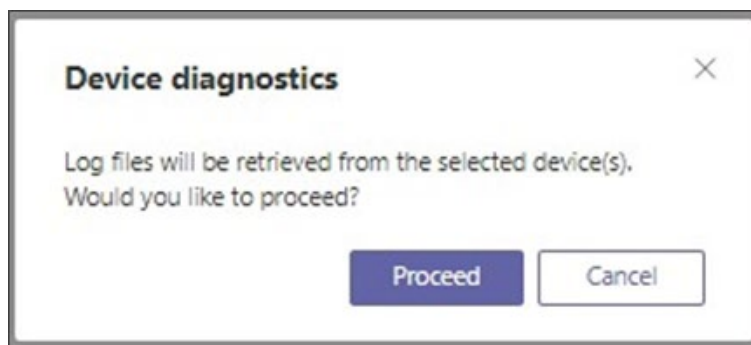 Device diagnostics
Log files will be retrieved from the selected device(s).
Would you like to proceed?
Proceed
Cancel